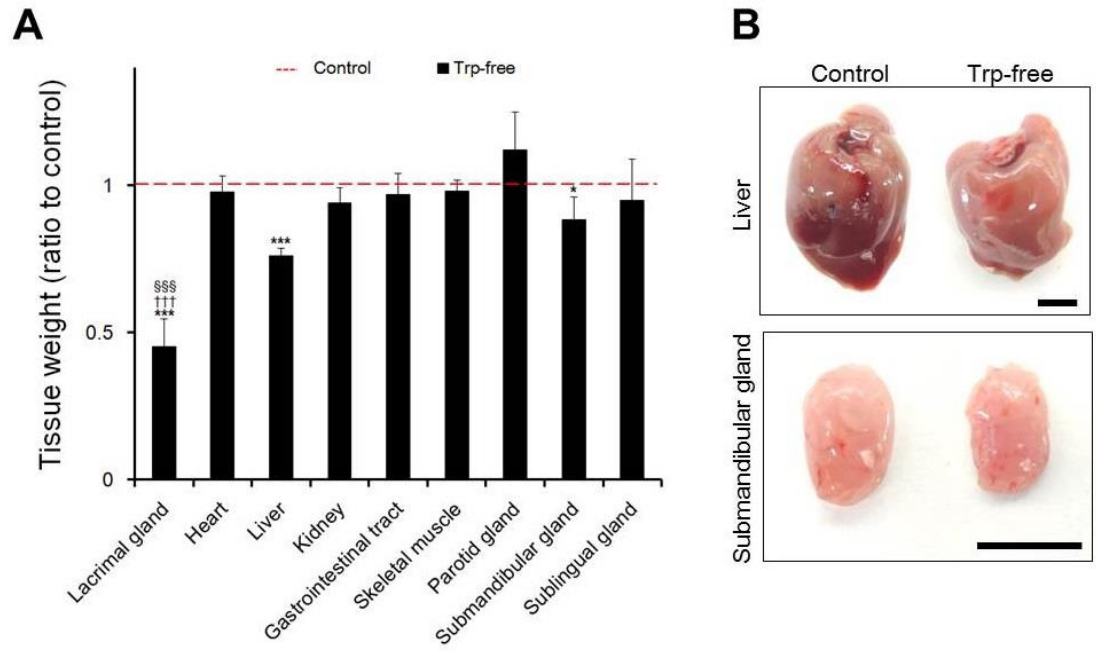 A
Control
Trp-free
Tissue weight (ratio to control)
1
0.5
0
§§§
†††
***
***
*
Lacrimal gland
Heart
Liver
Kidney
Gastrointestinal tract
Skeletal muscle
Parotid gland
Submandibular gland
Sublingual gland
B
Control Trp-free
Liver
Submandibular gland